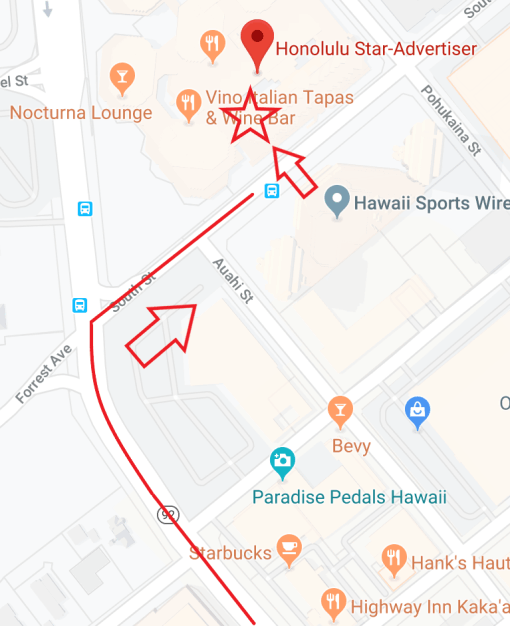 Sout
Honolulu Star-Advertiser
el St
Nocturna Lounge
Vino Italian Tapas
& Wine Bar
Pohukaina St
Hawaii Sports Wire
South St
Auahi St
Forrest Ave
Bevy
O
Paradise Pedals Hawaii
92
Starbucks
Hank's Haut
Highway Inn Kaka'a